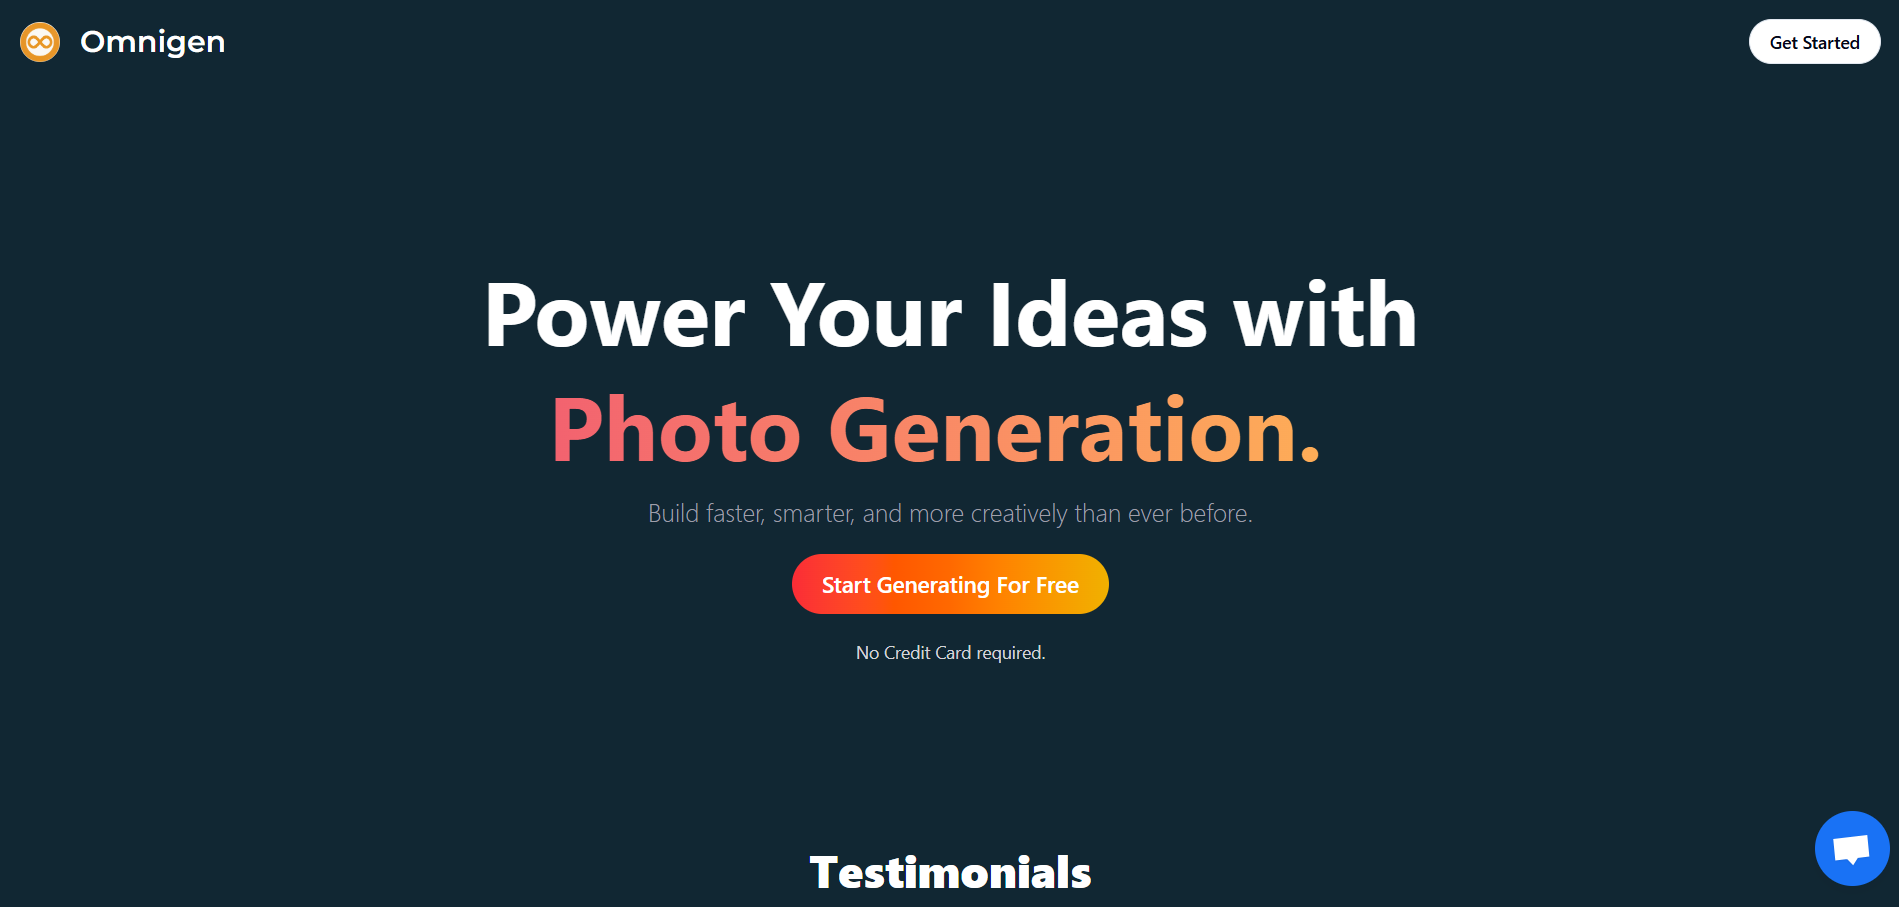 Omnigen
Get Started
Power Your Ideas with
Photo Generation.
Build faster, smarter, and more creatively than ever before.
Start Generating For Free
No Credit Card required.
Testimonials